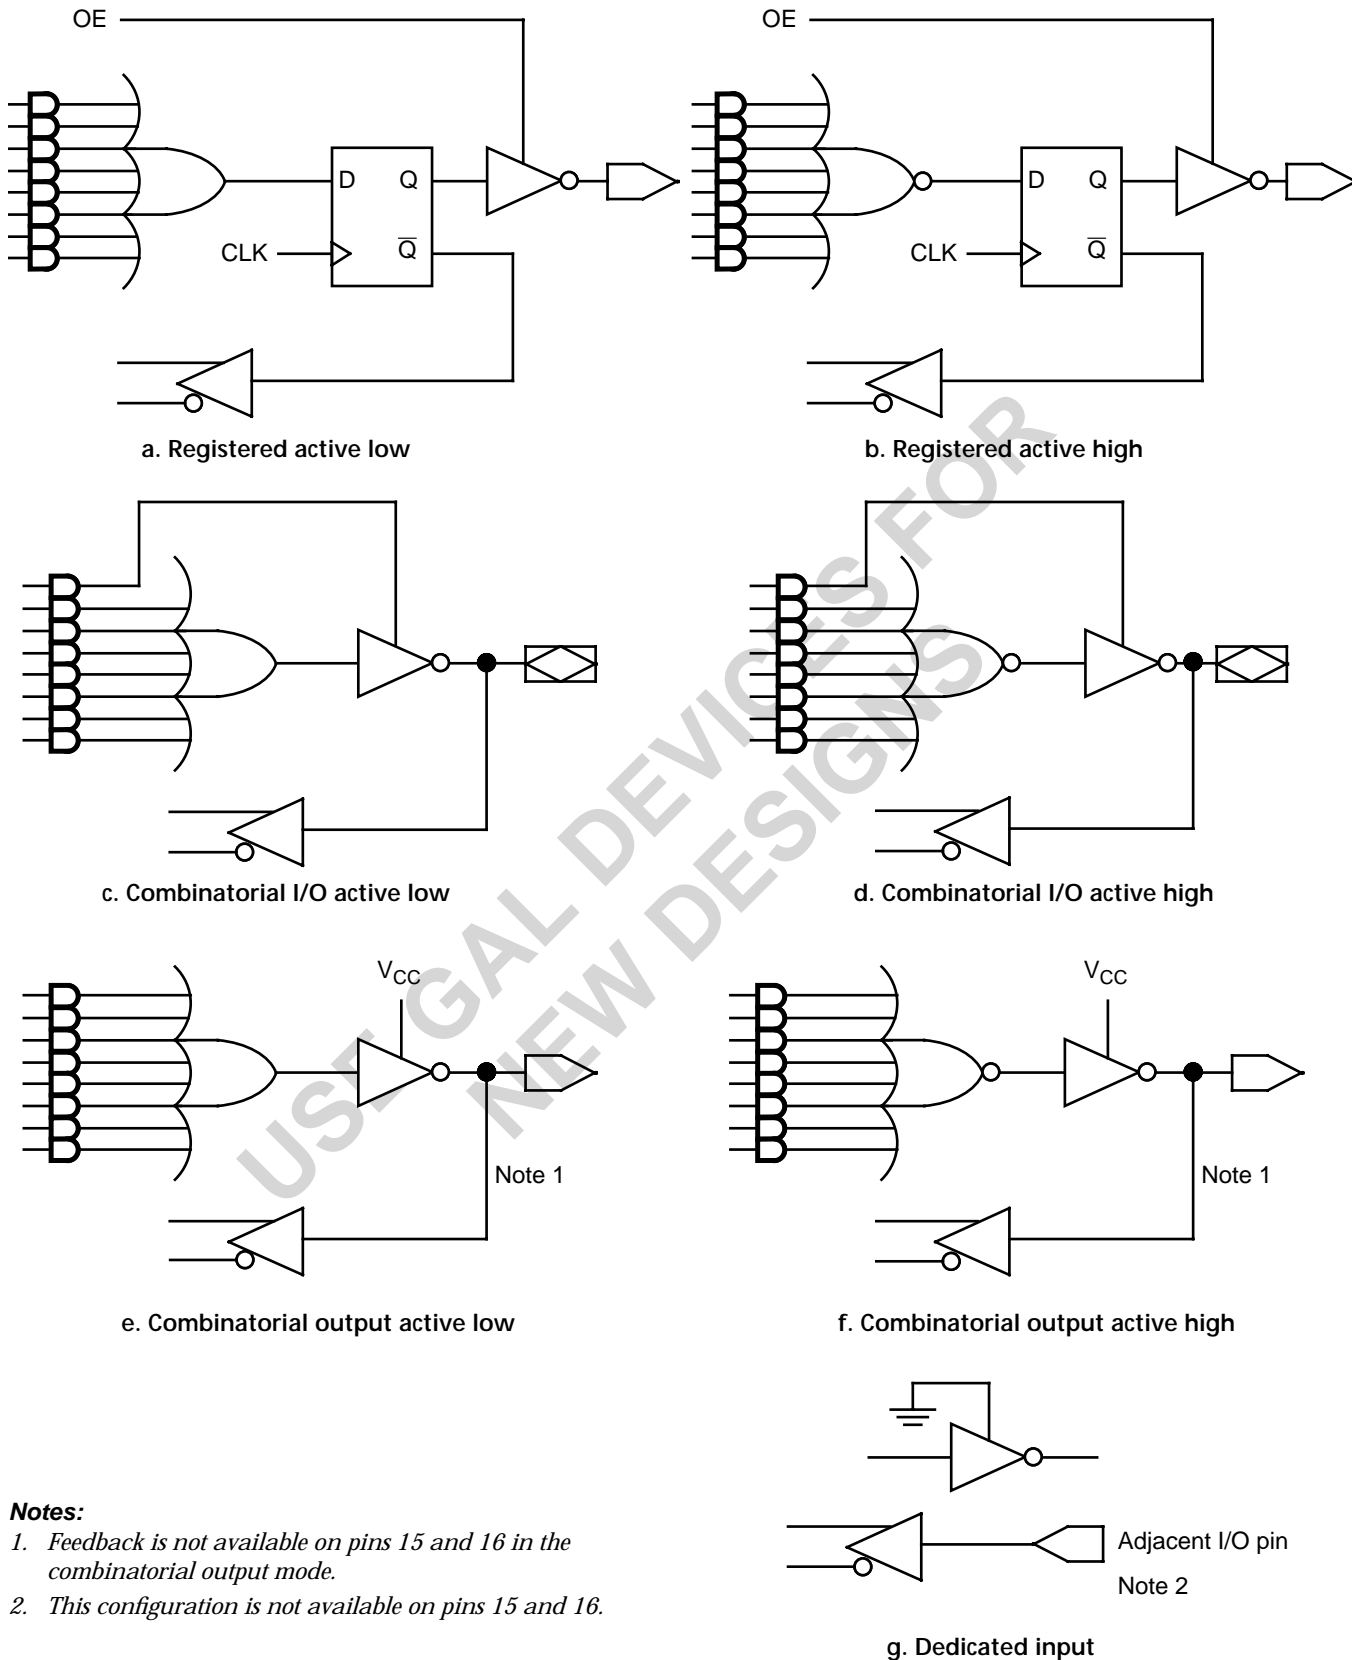 OE
OE
D Q
CLK
Q̅
D Q
CLK
Q̅
a. Registered active low
b. Registered active high
c. Combinatorial I/O active low
d. Combinatorial I/O active high
VCC
Note 1
VCC
Note 1
e. Combinatorial output active low
f. Combinatorial output active high
Notes:
1. Feedback is not available on pins 15 and 16 in the
combinatorial output mode.
2. This configuration is not available on pins 15 and 16.
Adjacent I/O pin
Note 2
g. Dedicated input
USE GAL DEVICES FOR
NEW DESIGNS